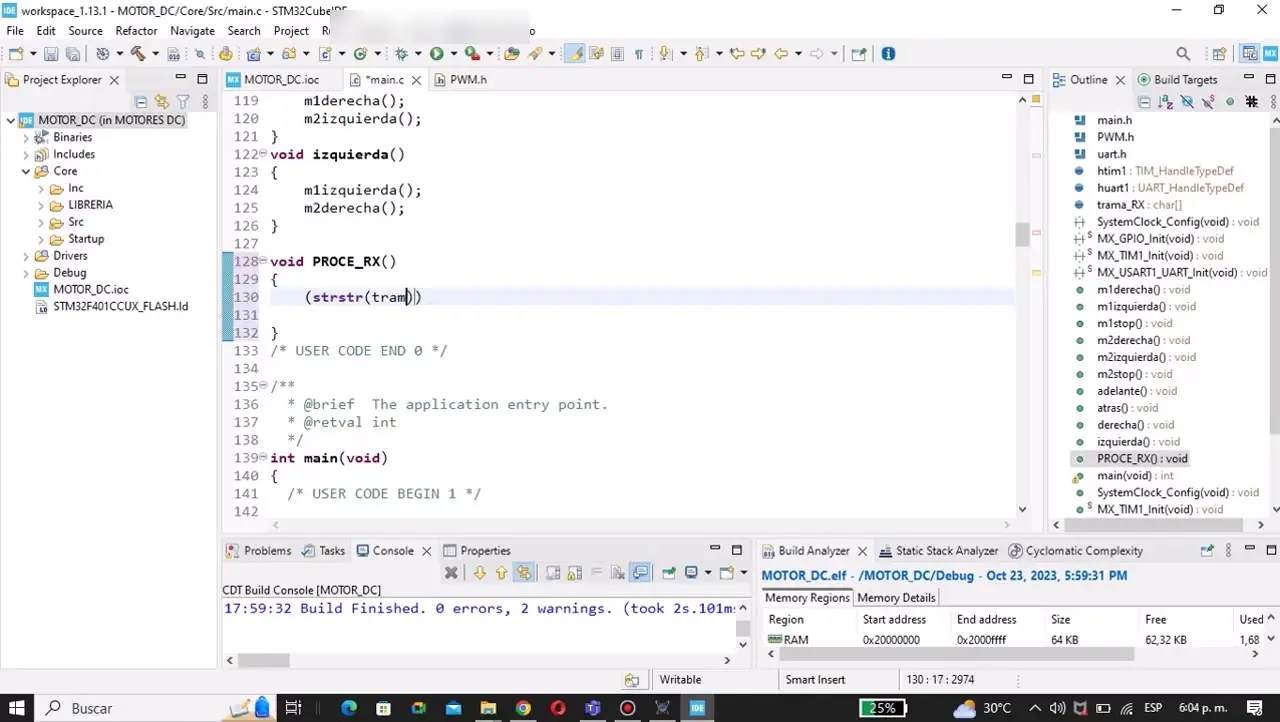 workspace_1.13.1 - MOTOR_DC/Core/Src/main.c - STM32CubeIDE
File Edit Source Refactor Navigate Search Project
Project Explorer
MOTOR_DC (in MOTORES DC)
Binaries
Includes
Core
Inc
LIBRERIA
Src
Startup
Drivers
Debug
MOTOR_DC.ioc
STM32F401CCUX_FLASH.ld
MOTOR_DC.ioc *main.c PWM.h
119 m1derecha();
120 m2izquierda();
121 }
122 void izquierda()
123 {
124 m1izquierda();
125 m2derecha();
126 }
127
128 void PROCE_RX()
129 {
130 (strstr(tram))
131
132 }
133 /* USER CODE END 0 */
134
135 /**
136 * @brief The application entry point.
137 * @retval int
138 */
139 int main(void)
140 {
141 /* USER CODE BEGIN 1 */
142
Outline Build Targets
main.h
PWM.h
uart.h
htim1 : TIM_HandleTypeDef
huart1 : UART_HandleTypeDef
trama_RX : char[]
SystemClock_Config(void) : void
MX_GPIO_Init(void) : void
MX_TIM1_Init(void) : void
MX_USART1_UART_Init(void) : void
m1derecha() : void
m1izquierda() : void
m1stop() : void
m2derecha() : void
m2izquierda() : void
m2stop() : void
adelante() : void
atras() : void
derecha() : void
izquierda() : void
PROCE_RX() : void
main(void) : int
SystemClock_Config(void) : void
MX_TIM1_Init(void) : void
Problems Tasks Console Properties
CDT Build Console [MOTOR_DC]
17:59:32 Build Finished. 0 errors, 2 warnings. (took 2s.101ms
Build Analyzer Static Stack Analyzer Cyclomatic Complexity
MOTOR_DC.elf - /MOTOR_DC/Debug - Oct 23, 2023, 5:59:31 PM
Memory Regions Memory Details
Region Start address End address Size Free Used
RAM 0x20000000 0x2000ffff 64 KB 62,32 KB 1,68
Writable Smart Insert 130 : 17 : 2974
Buscar 25% 30°C ESP 6:04 p. m.